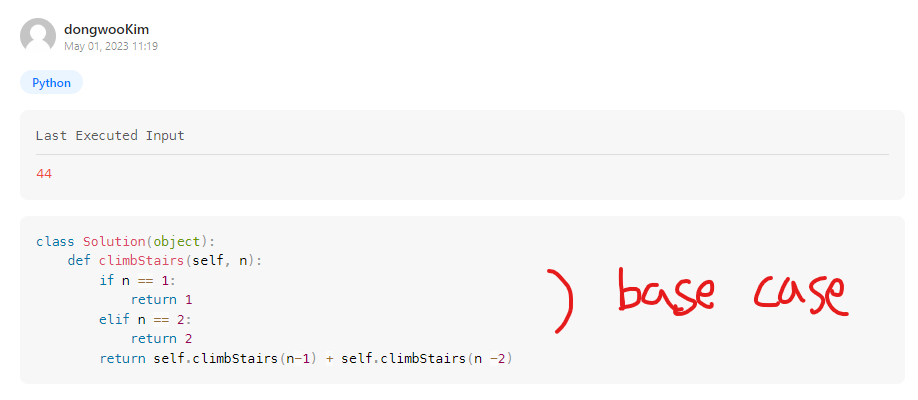 dongwooKim
May 01, 2023 11:19
Python
Last Executed Input
44
class Solution(object):
    def climbStairs(self, n):
        if n == 1:
            return 1
        elif n == 2:
            return 2
        return self.climbStairs(n-1) + self.climbStairs(n -2)
) base case